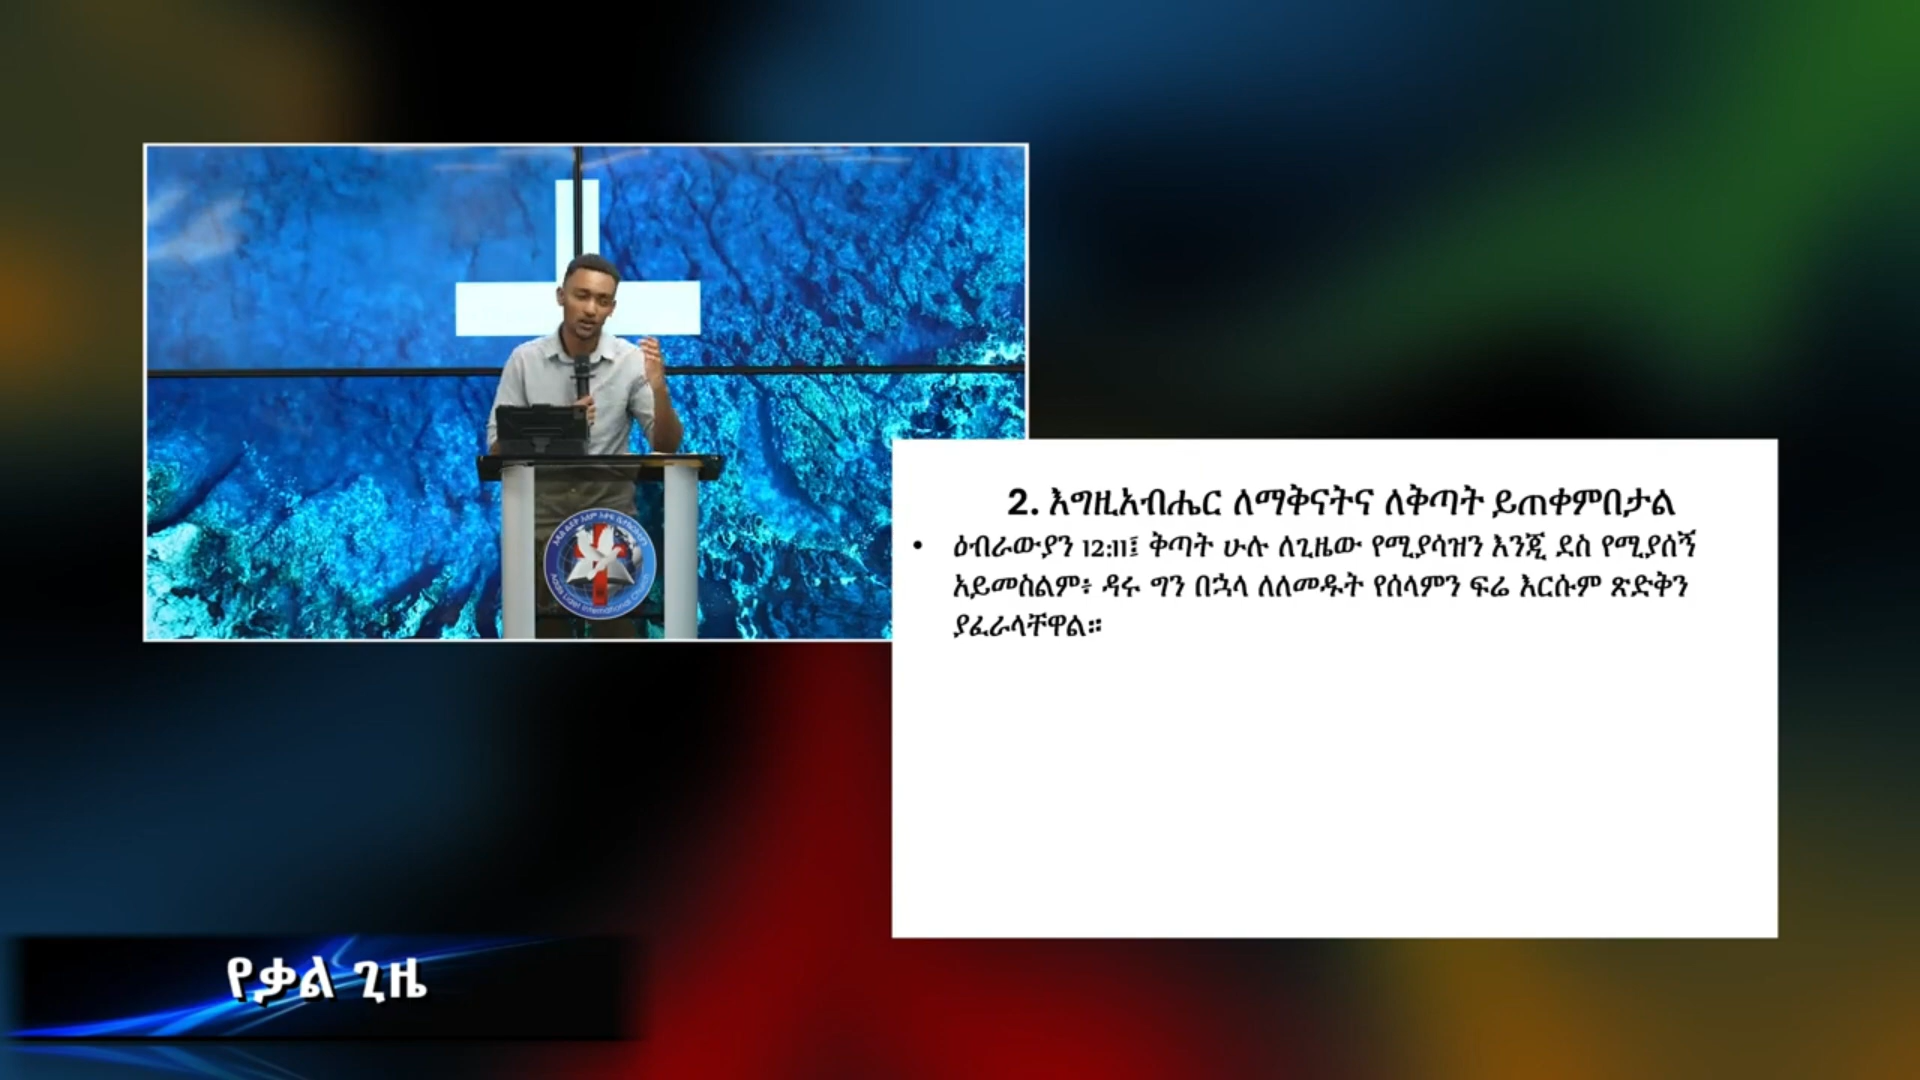 2. እግዚአብሔር ለማቅናትና ለቅጣት ይጠቀምበታል
• ዕብራውያን 12:11፤ ቅጣት ሁሉ ለጊዜው የሚያሳዝን እንጂ ደስ የሚያሰኝ
አይመስልም፥ ዳሩ ግን በኋላ ለለመዱት የሰላምን ፍሬ እርሱም ጽድቅን
ያፈራላቸዋል።
የቃል ጊዜ